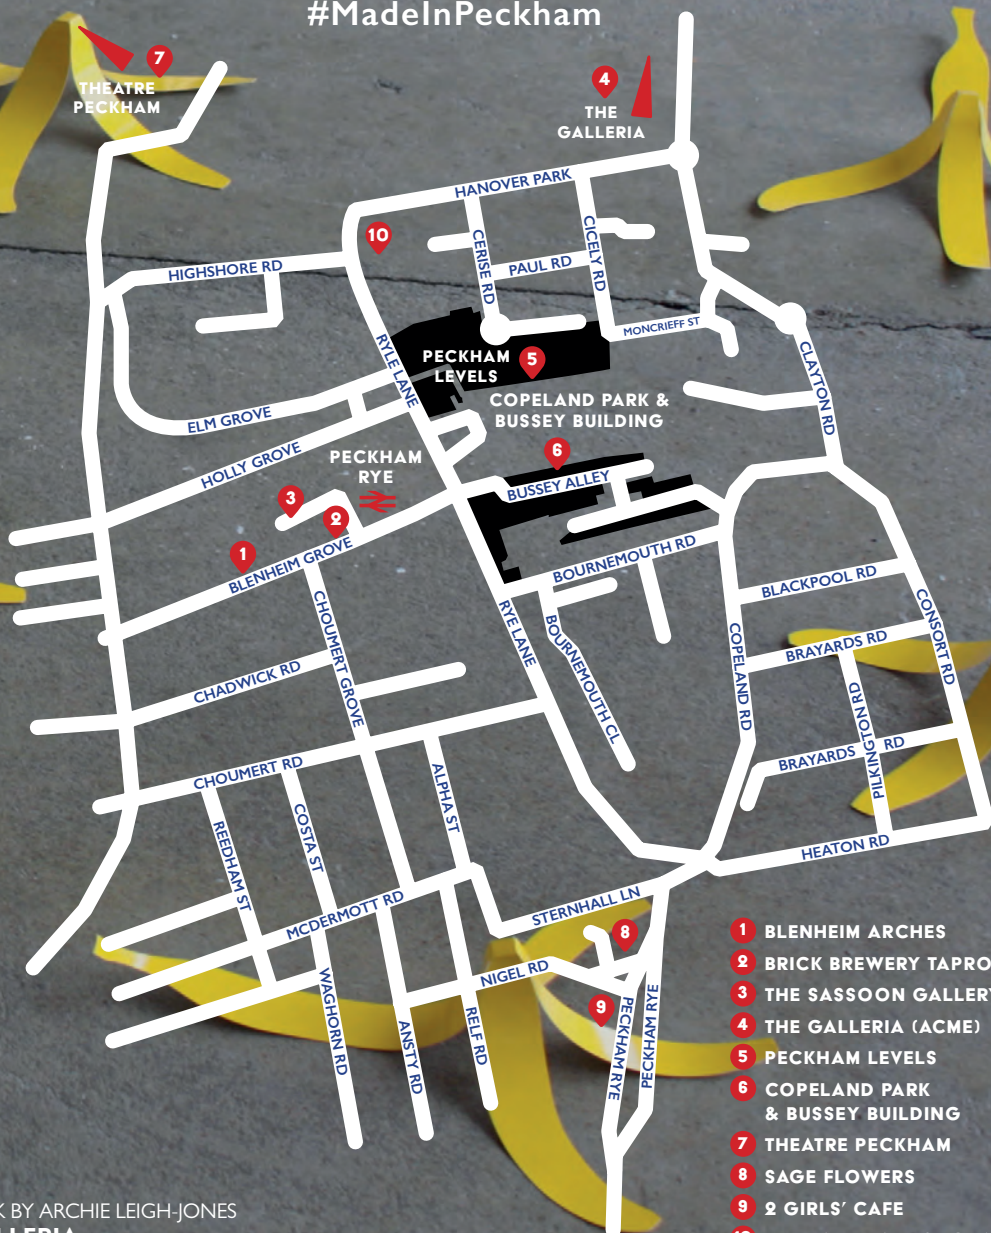 #MadeInPeckham
7
THEATRE
PECKHAM
4
THE
GALLERIA
HANOVER PARK
10
CERISE RD
CICELY RD
PAUL RD
HIGHSHORE RD
MONCRIEFF ST
RYLE LANE
PECKHAM
LEVELS
5
CLAYTON RD
COPELAND PARK &
BUSSEY BUILDING
ELM GROVE
HOLLY GROVE
PECKHAM
RYE
6
BUSSEY ALLEY
3
2
1
BLENHEIM GROVE
BOURNEMOUTH RD
BLACKPOOL RD
CONSORT RD
CHOUMERT GROVE
RYE LANE
BOURNEMOUTH CL
COPELAND RD
BRAYARDS RD
CHADWICK RD
PILKINGTON RD
BRAYARDS RD
CHOUMERT RD
ALPHA ST
COSTA ST
REEDHAM ST
HEATON RD
MCDERMOTT RD
STERNHALL LN
8
NIGEL RD
9
WAGHORN RD
ANSTY RD
RELF RD
PECKHAM RYE
PECKHAM RYE
1 BLENHEIM ARCHES
2 BRICK BREWERY TAPRO
3 THE SASSOON GALLERY
4 THE GALLERIA (ACME)
5 PECKHAM LEVELS
6 COPELAND PARK
& BUSSEY BUILDING
7 THEATRE PECKHAM
8 SAGE FLOWERS
9 2 GIRLS' CAFE
K BY ARCHIE LEIGH-JONES